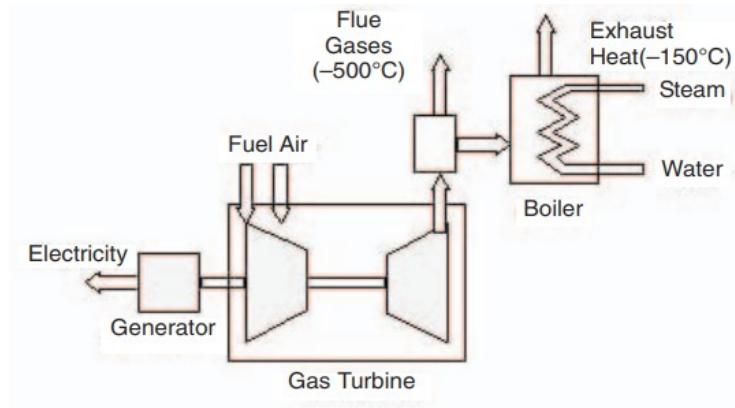 Flue
Gases
(–500°C)
Exhaust
Heat(–150°C)
Steam
Fuel Air
Water
Boiler
Electricity
Generator
Gas Turbine